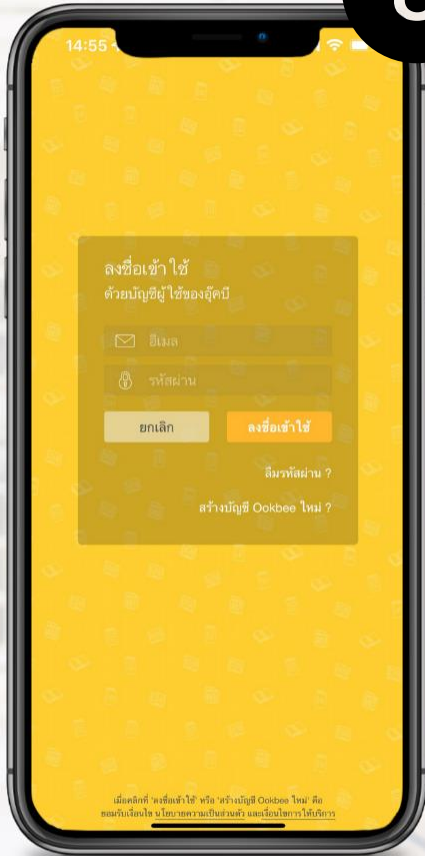 14:55
ลงชื่อเข้าใช้
ด้วยบัญชีผู้ใช้ของอุ๊คบี
อีเมล
รหัสผ่าน
ยกเลิก
ลงชื่อเข้าใช้
ลืมรหัสผ่าน ?
สร้างบัญชี Ookbee ใหม่ ?
เมื่อคลิกที่ 'ลงชื่อเข้าใช้' หรือ 'สร้างบัญชี Ookbee ใหม่' คือ
ยอมรับเงื่อนไข นโยบายความเป็นส่วนตัว และเงื่อนไขการให้บริการ